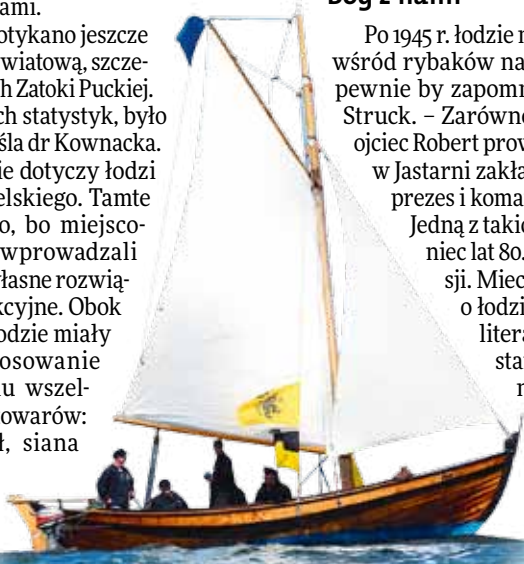 ami.
otykano jeszcze
wiatową, szcze-
h Zatoki Puckiej.
ch statystyk, było
śla dr Kownacka.
ie dotyczy łodzi
elskiego. Tamte
o, bo miejsco-
wprowadzali
łasne rozwią-
kcyjne. Obok
odzie miały
osowanie
u wszel-
owarów:
ł, siana
Bóg z nami
Po 1945 r. łodzie r
wśród rybaków na
pewnie by zapomn
Struck. – Zarówno
ojciec Robert prow
w Jastarni zakła
prezes i koma
Jedną z takic
niec lat 80.
sji. Miec
o łodzi
litera
sta